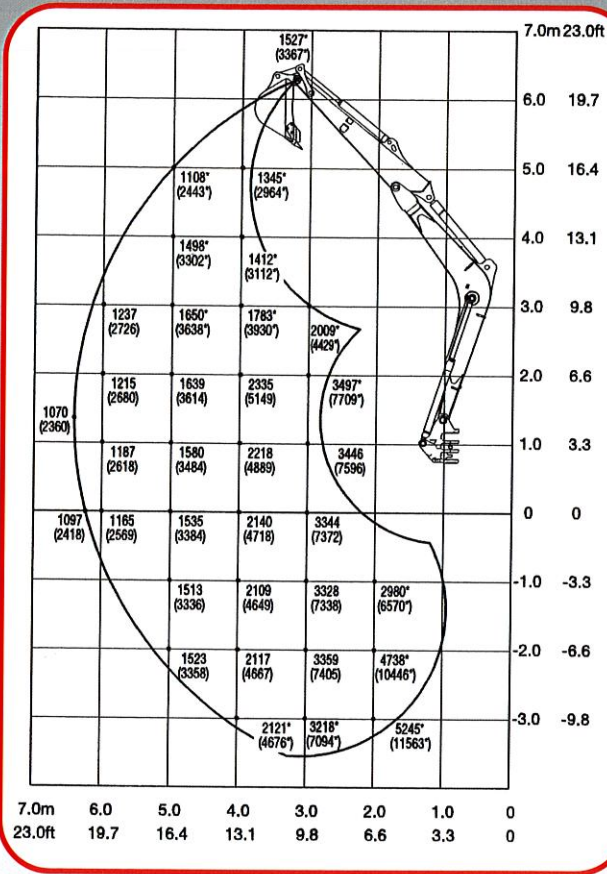 7.0m 23.0ft
1527*
(3367*)
6.0 19.7
1108* 1345*
(2443*) (2964*)
5.0 16.4
1498* 1412*
(3302*) (3112*)
4.0 13.1
1237 1650* 1783* 2009*
(2726) (3638*) (3930*) (4429*)
3.0 9.8
1215 1639 2335 3497*
(2680) (3614) (5149) (7709*)
2.0 6.6
1070
(2360)
1187 1580 2218 3446
(2618) (3484) (4889) (7596)
1.0 3.3
1097 1165 1535 2140 3344
(2418) (2569) (3384) (4718) (7372)
0 0
1513 2109 3328 2980*
(3336) (4649) (7338) (6570*)
-1.0 -3.3
1523 2117 3359 4738*
(3358) (4667) (7405) (10446*)
-2.0 -6.6
2121* 3218* 5245*
(4676*) (7094*) (11563*)
-3.0 -9.8
7.0m 6.0 5.0 4.0 3.0 2.0 1.0 0
23.0ft 19.7 16.4 13.1 9.8 6.6 3.3 0